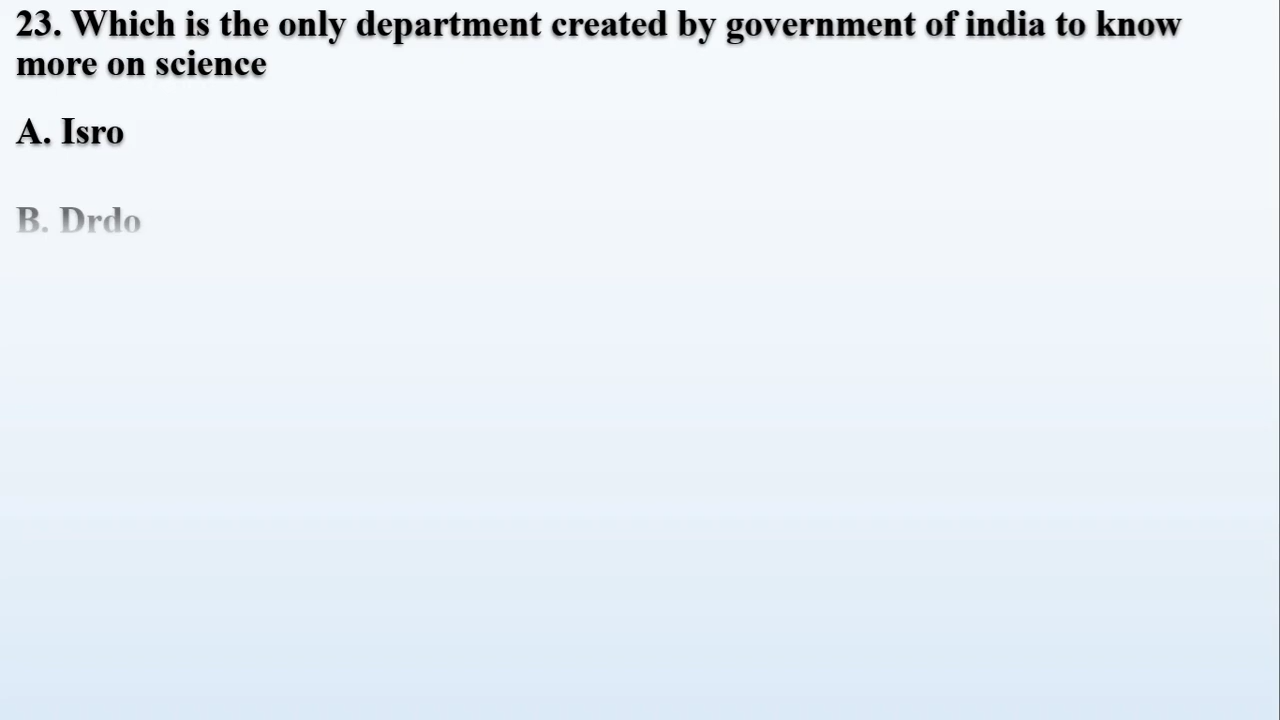 23. Which is the only department created by government of india to know
more on science
A. Isro
B. Drdo